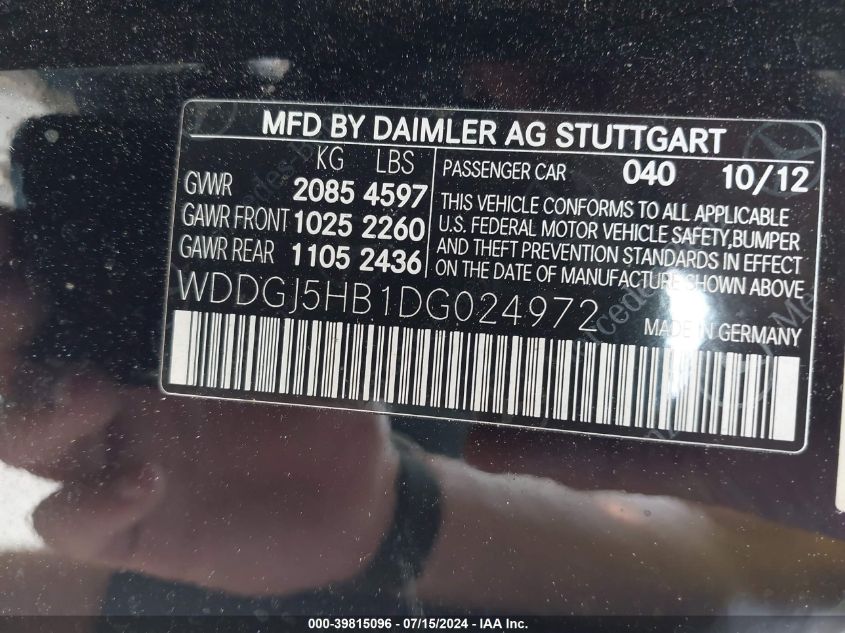 MFD BY DAIMLER AG STUTTGART
KG LBS
GVWR 2085 4597
GAWR FRONT 1025 2260
GAWR REAR 1105 2436
PASSENGER CAR 040 10/12
THIS VEHICLE CONFORMS TO ALL APPLICABLE
U.S. FEDERAL MOTOR VEHICLE SAFETY, BUMPER
AND THEFT PREVENTION STANDARDS IN EFFECT
ON THE DATE OF MANUFACTURE SHOWN ABOVE
WDDGJ5HB1DG024972
MADE IN GERMANY
000-39815096 - 07/15/2024 - IAA Inc.